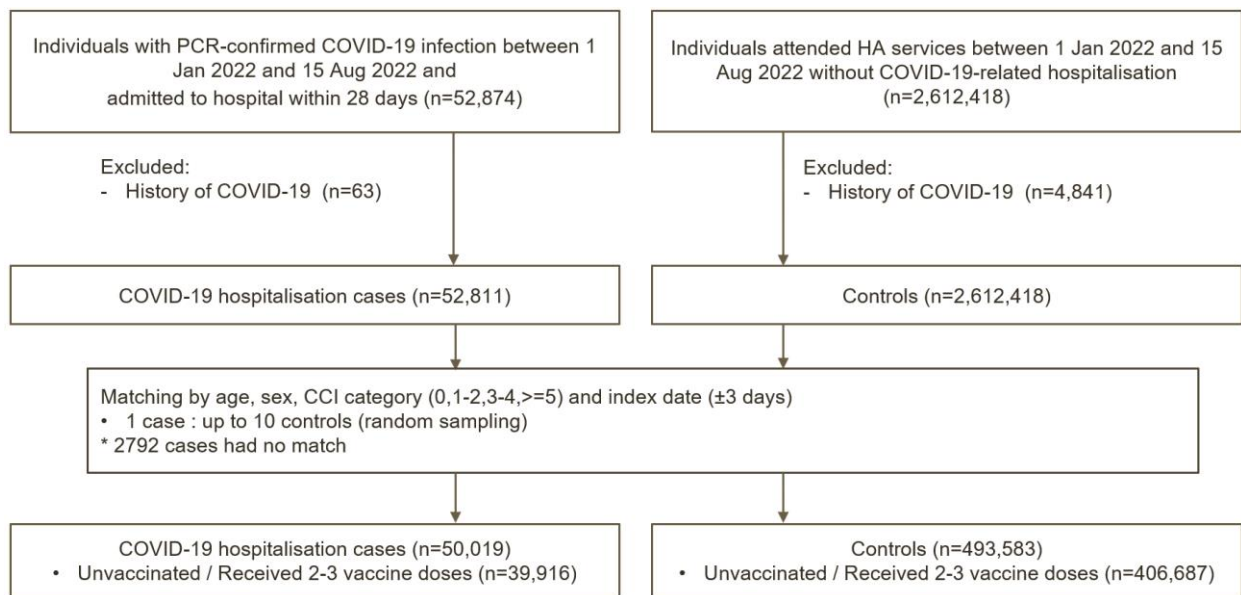 Individuals with PCR-confirmed COVID-19 infection between 1
Jan 2022 and 15 Aug 2022 and
admitted to hospital within 28 days (n=52,874)
Individuals attended HA services between 1 Jan 2022 and 15
Aug 2022 without COVID-19-related hospitalisation
(n=2,612,418)
Excluded:
- History of COVID-19 (n=63)
Excluded:
- History of COVID-19 (n=4,841)
COVID-19 hospitalisation cases (n=52,811)
Controls (n=2,612,418)
Matching by age, sex, CCI category (0,1-2,3-4,>=5) and index date (±3 days)
• 1 case : up to 10 controls (random sampling)
* 2792 cases had no match
COVID-19 hospitalisation cases (n=50,019)
• Unvaccinated / Received 2-3 vaccine doses (n=39,916)
Controls (n=493,583)
• Unvaccinated / Received 2-3 vaccine doses (n=406,687)